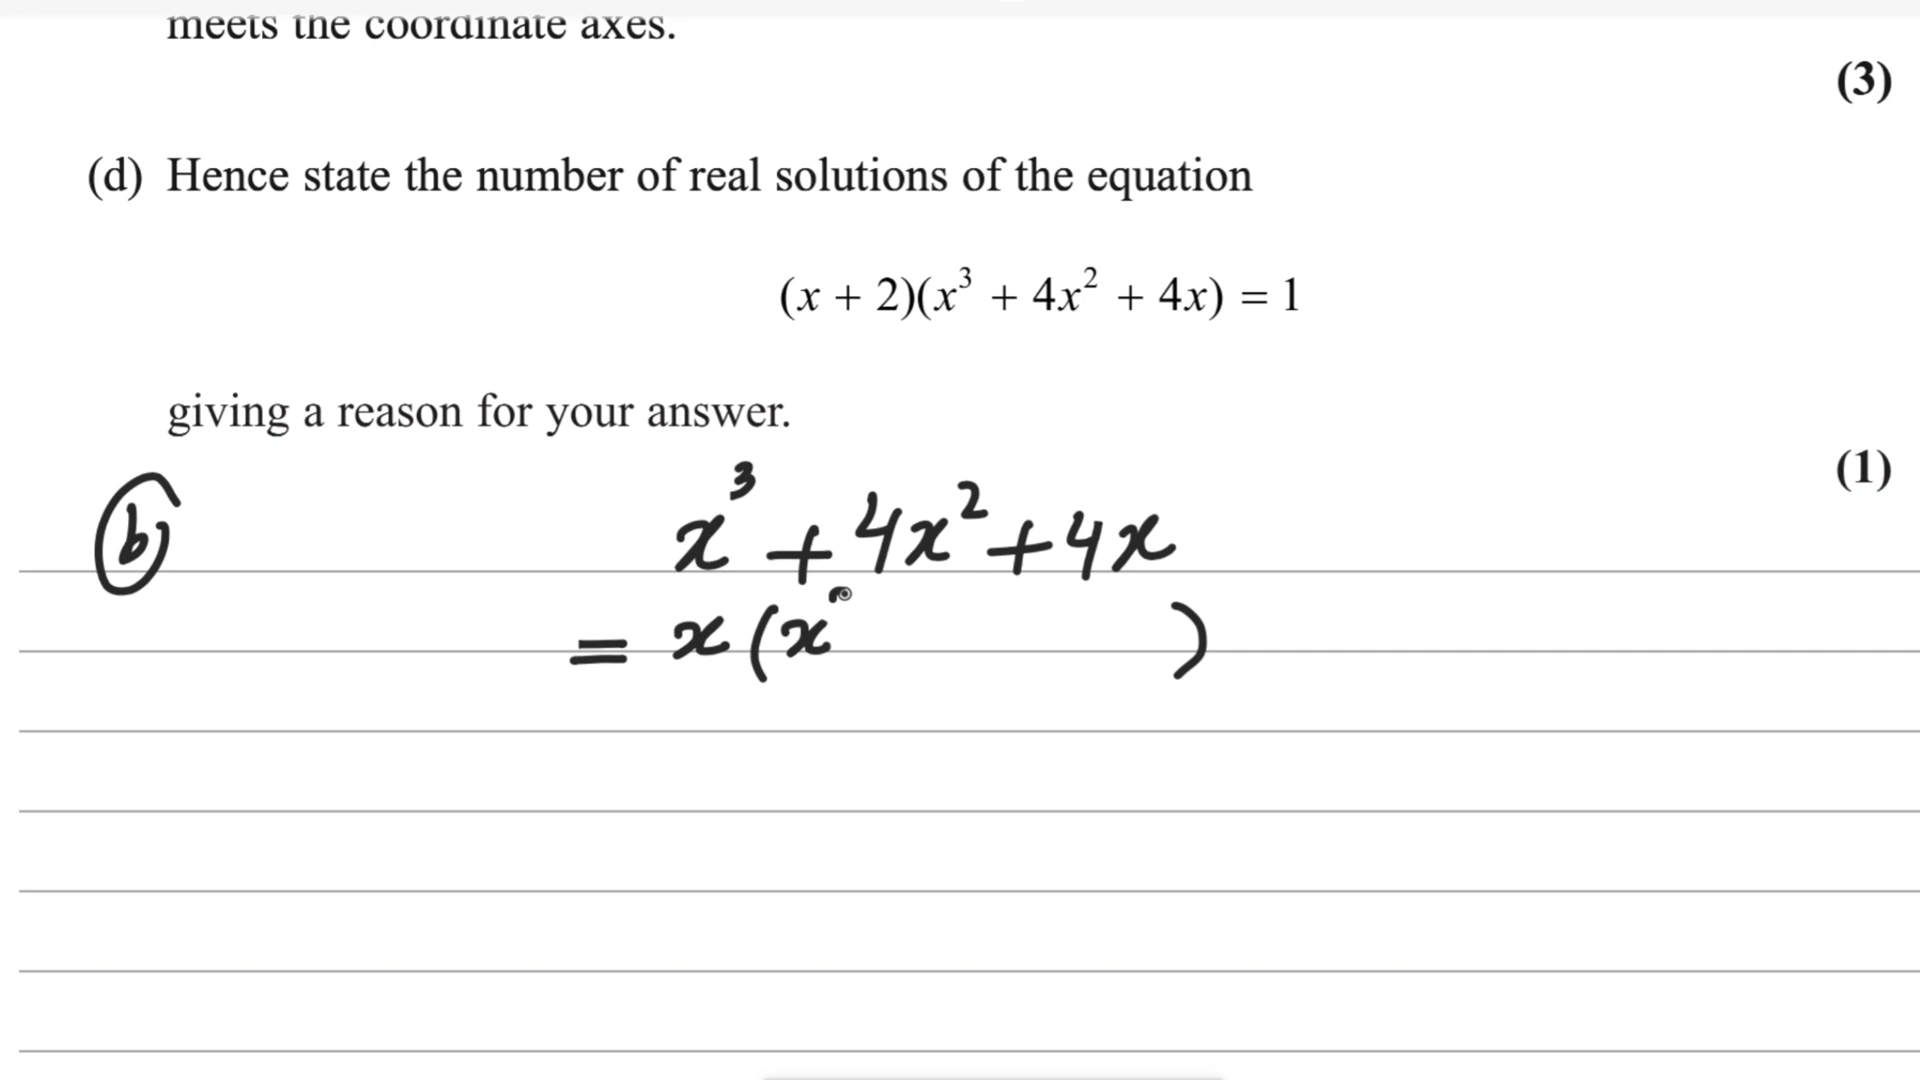 meets the coordinate axes.
(3)
(d) Hence state the number of real solutions of the equation
(x + 2)(x³ + 4x² + 4x) = 1
giving a reason for your answer.
(1)
(b) x³ + 4x² + 4x
= x(x )